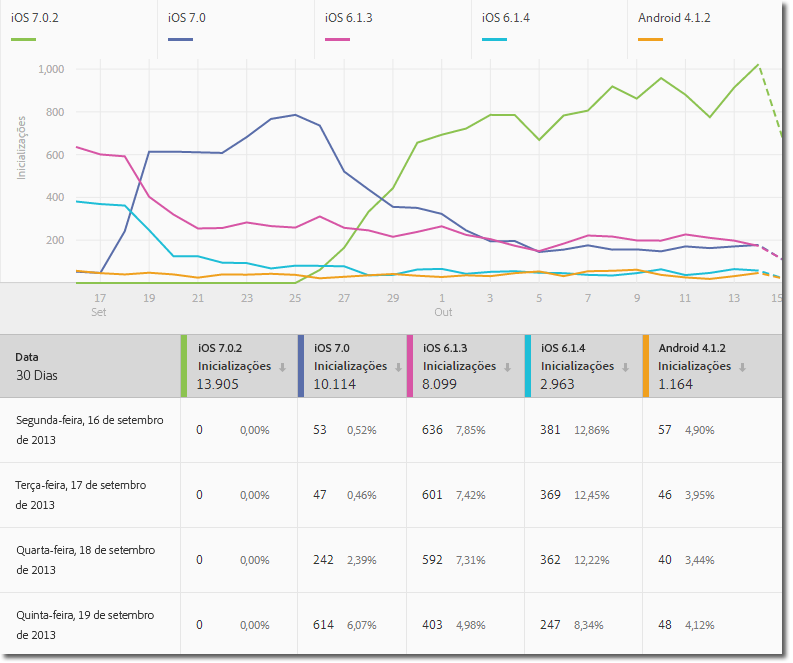 iOS 7.0.2 iOS 7.0 iOS 6.1.3 iOS 6.1.4 Android 4.1.2
1,000
800
600
400
200
Inicializações
17 19 21 23 25 27 29 1 3 5 7 9 11 13 15
Set Out
Data
30 Dias
iOS 7.0.2 iOS 7.0 iOS 6.1.3 iOS 6.1.4 Android 4.1.2
Inicializações Inicializações Inicializações Inicializações Inicializações
13.905 10.114 8.099 2.963 1.164
Segunda-feira, 16 de setembro
de 2013
0 0,00% 53 0,52% 636 7,85% 381 12,86% 57 4,90%
Terça-feira, 17 de setembro
de 2013
0 0,00% 47 0,46% 601 7,42% 369 12,45% 46 3,95%
Quarta-feira, 18 de setembro
de 2013
0 0,00% 242 2,39% 592 7,31% 362 12,22% 40 3,44%
Quinta-feira, 19 de setembro
de 2013
0 0,00% 614 6,07% 403 4,98% 247 8,34% 48 4,12%